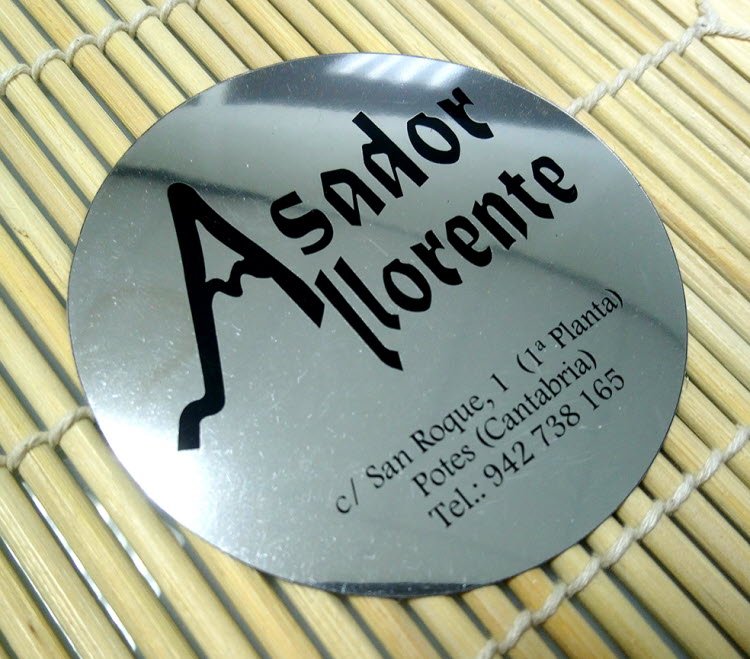 Asador
llorente
c/ San Roque, 1 (1ª Planta)
Potes (Cantabria)
Tel.: 942 738 165